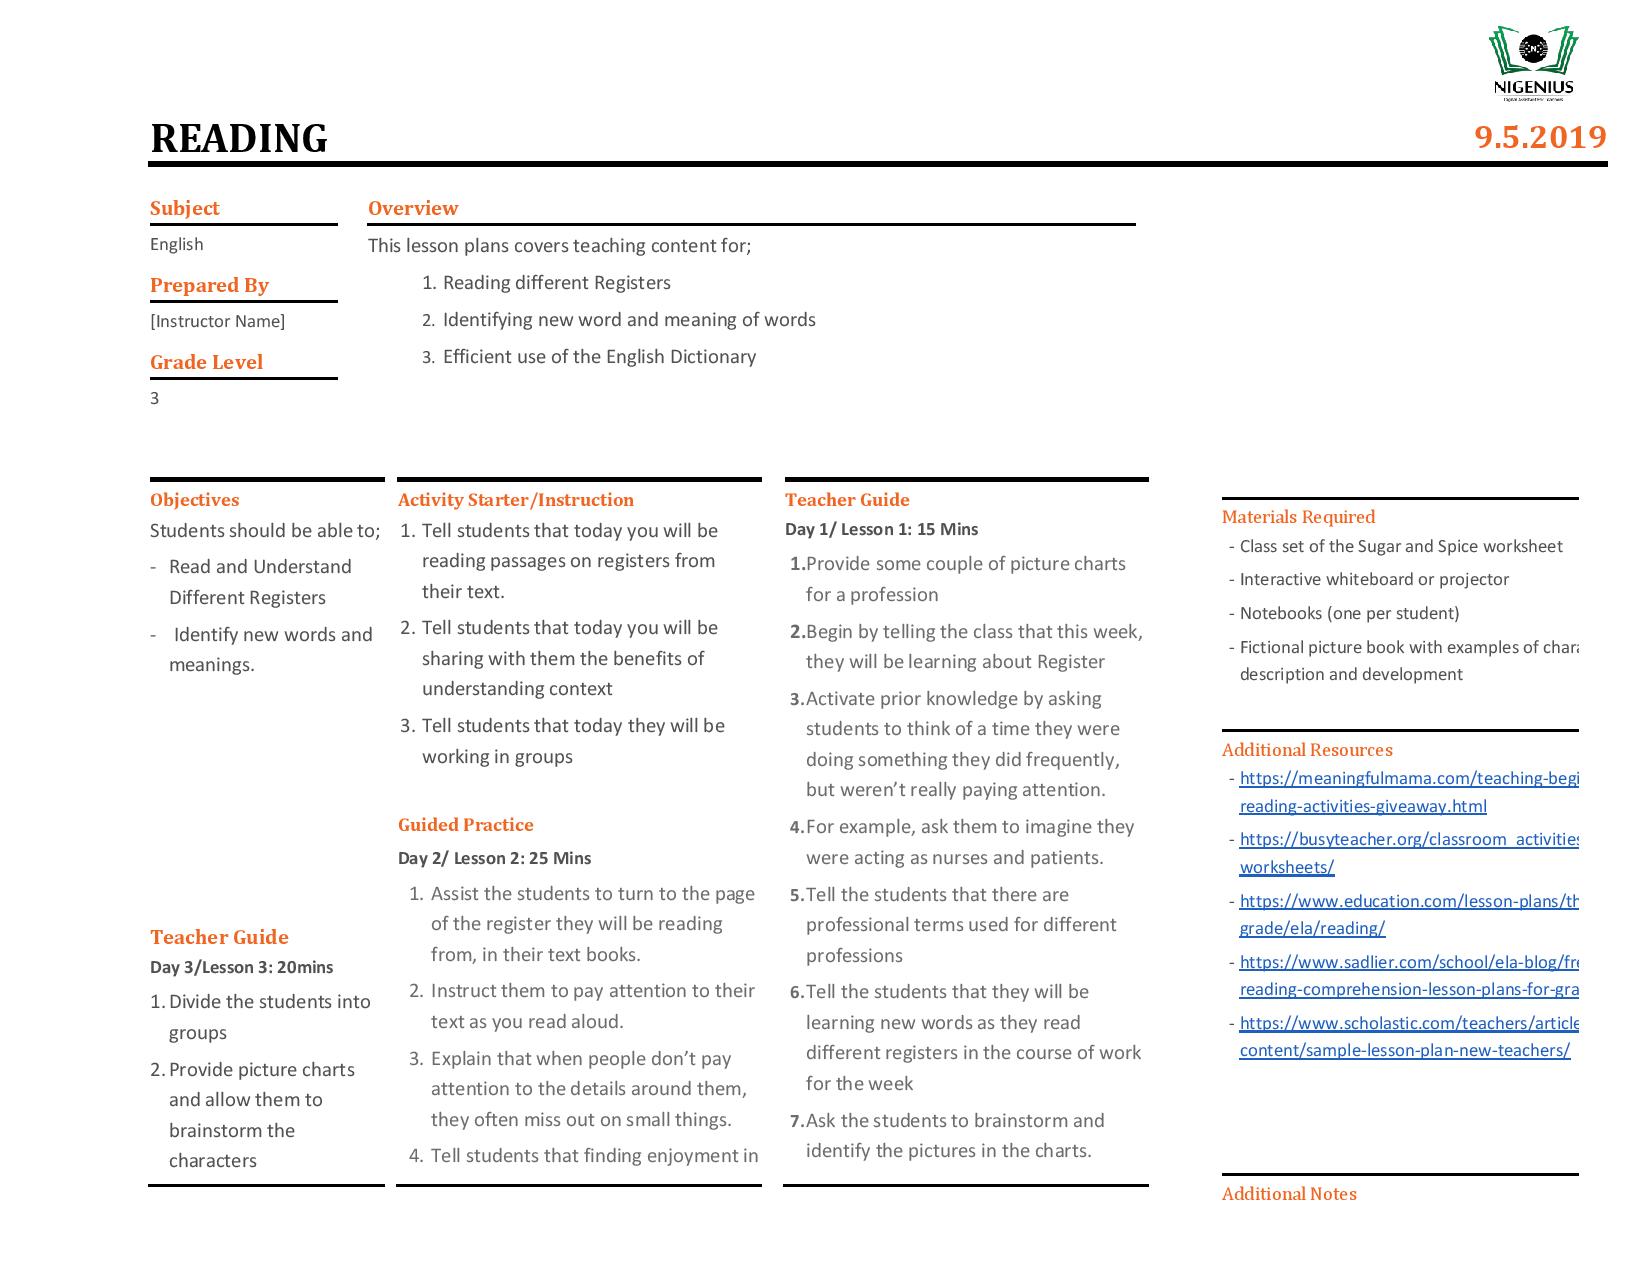 NIGENIUS
READING
9.5.2019
Subject
English
Prepared By
[Instructor Name]
Grade Level
3
Overview
This lesson plans covers teaching content for;
1. Reading different Registers
2. Identifying new word and meaning of words
3. Efficient use of the English Dictionary
Objectives
Students should be able to;
- Read and Understand
Different Registers
- Identify new words and
meanings.
Teacher Guide
Day 3/Lesson 3: 20mins
1. Divide the students into
groups
2. Provide picture charts
and allow them to
brainstorm the
characters
Activity Starter/Instruction
1. Tell students that today you will be
reading passages on registers from
their text.
2. Tell students that today you will be
sharing with them the benefits of
understanding context
3. Tell students that today they will be
working in groups
Guided Practice
Day 2/ Lesson 2: 25 Mins
1. Assist the students to turn to the page
of the register they will be reading
from, in their text books.
2. Instruct them to pay attention to their
text as you read aloud.
3. Explain that when people don’t pay
attention to the details around them,
they often miss out on small things.
4. Tell students that finding enjoyment in
Teacher Guide
Day 1/ Lesson 1: 15 Mins
1.Provide some couple of picture charts
for a profession
2.Begin by telling the class that this week,
they will be learning about Register
3.Activate prior knowledge by asking
students to think of a time they were
doing something they did frequently,
but weren’t really paying attention.
4.For example, ask them to imagine they
were acting as nurses and patients.
5.Tell the students that there are
professional terms used for different
professions
6.Tell the students that they will be
learning new words as they read
different registers in the course of work
for the week
7.Ask the students to brainstorm and
identify the pictures in the charts.
Materials Required
- Class set of the Sugar and Spice worksheet
- Interactive whiteboard or projector
- Notebooks (one per student)
- Fictional picture book with examples of chara
description and development
Additional Resources
- https://meaningfulmama.com/teaching-begi
reading-activities-giveaway.html
- https://busyteacher.org/classroom_activities
worksheets/
- https://www.education.com/lesson-plans/th
grade/ela/reading/
- https://www.sadlier.com/school/ela-blog/fre
reading-comprehension-lesson-plans-for-gra
- https://www.scholastic.com/teachers/article
content/sample-lesson-plan-new-teachers/
Additional Notes